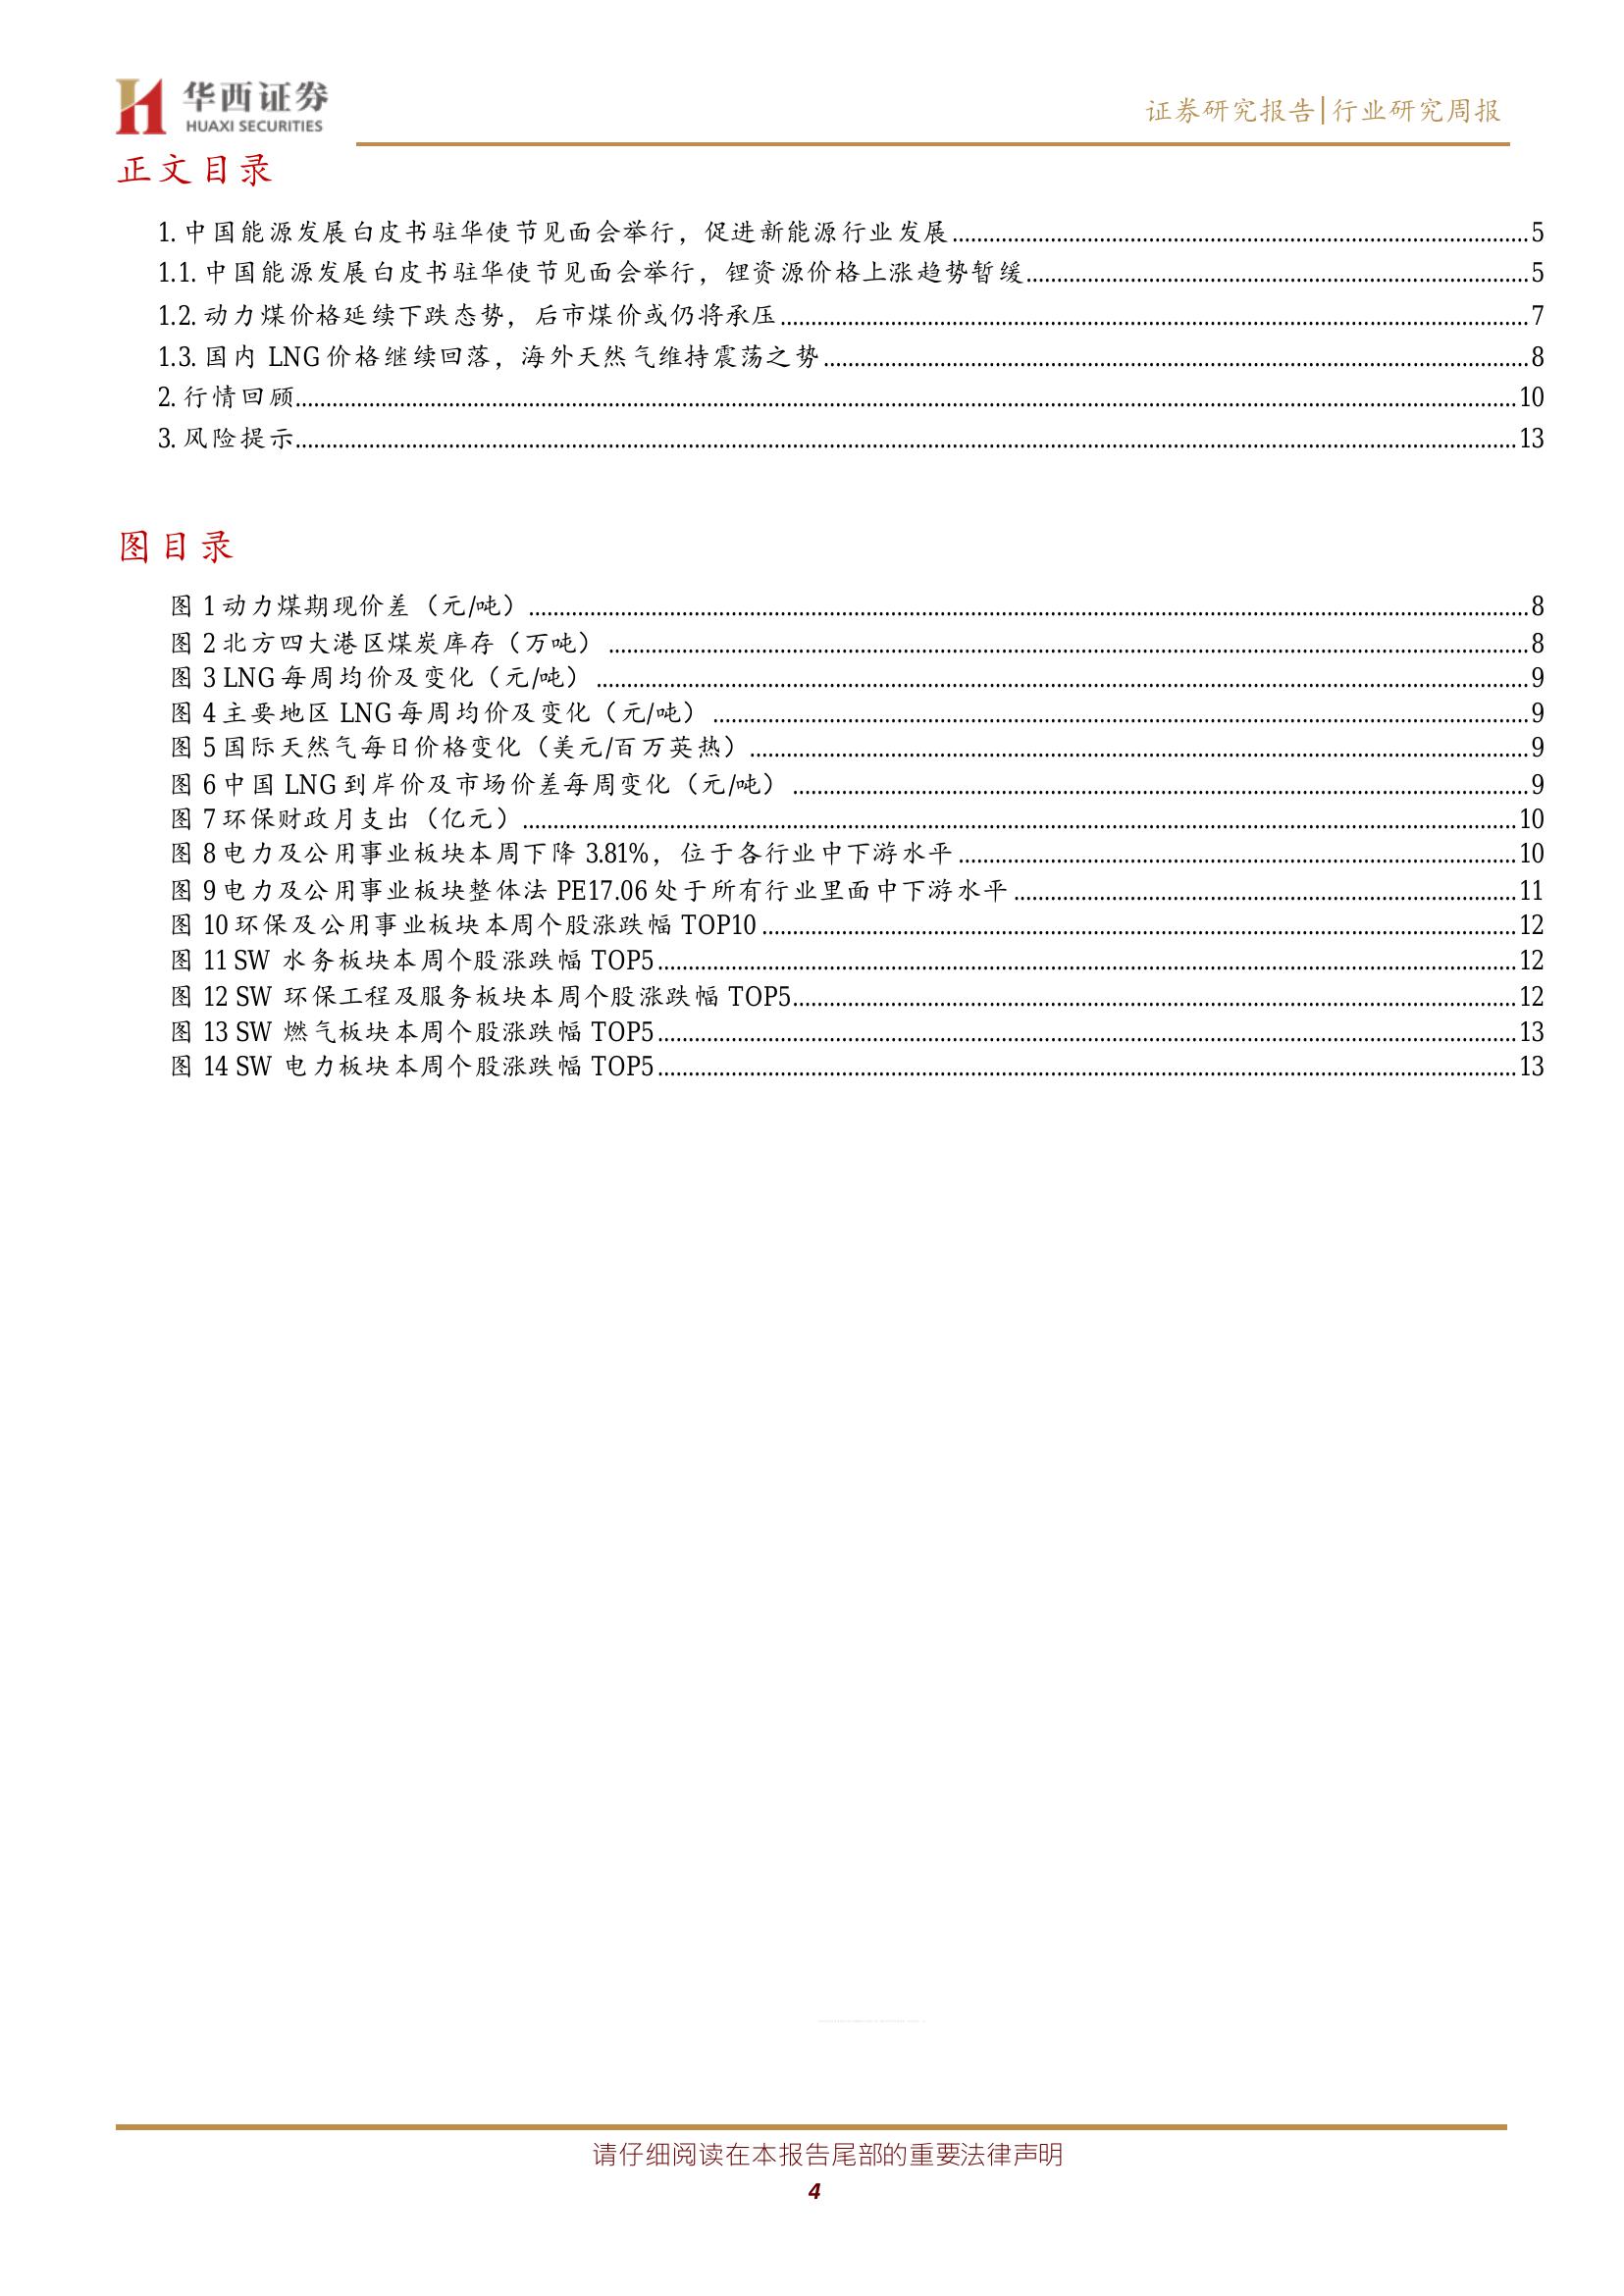 华西证券
HUAXI SECURITIES
证券研究报告|行业研究周报
正文目录
1. 中国能源发展白皮书驻华使节见面会举行，促进新能源行业发展 5
1.1. 中国能源发展白皮书驻华使节见面会举行，锂资源价格上涨趋势暂缓 5
1.2. 动力煤价格延续下跌态势，后市煤价或仍将承压 7
1.3. 国内 LNG 价格继续回落，海外天然气维持震荡之势 8
2. 行情回顾 10
3. 风险提示 13
图目录
图 1 动力煤期现价差（元/吨） 8
图 2 北方四大港区煤炭库存（万吨） 8
图 3 LNG 每周均价及变化（元/吨） 9
图 4 主要地区 LNG 每周均价及变化（元/吨） 9
图 5 国际天然气每日价格变化（美元/百万英热） 9
图 6 中国 LNG 到岸价及市场价差每周变化（元/吨） 9
图 7 环保财政月支出（亿元） 10
图 8 电力及公用事业板块本周下降 3.81%，位于各行业中下游水平 10
图 9 电力及公用事业板块整体法 PE17.06 处于所有行业里面中下游水平 11
图 10 环保及公用事业板块本周个股涨跌幅 TOP10 12
图 11 SW 水务板块本周个股涨跌幅 TOP5 12
图 12 SW 环保工程及服务板块本周个股涨跌幅 TOP5 12
图 13 SW 燃气板块本周个股涨跌幅 TOP5 13
图 14 SW 电力板块本周个股涨跌幅 TOP5 13
请仔细阅读在本报告尾部的重要法律声明
4